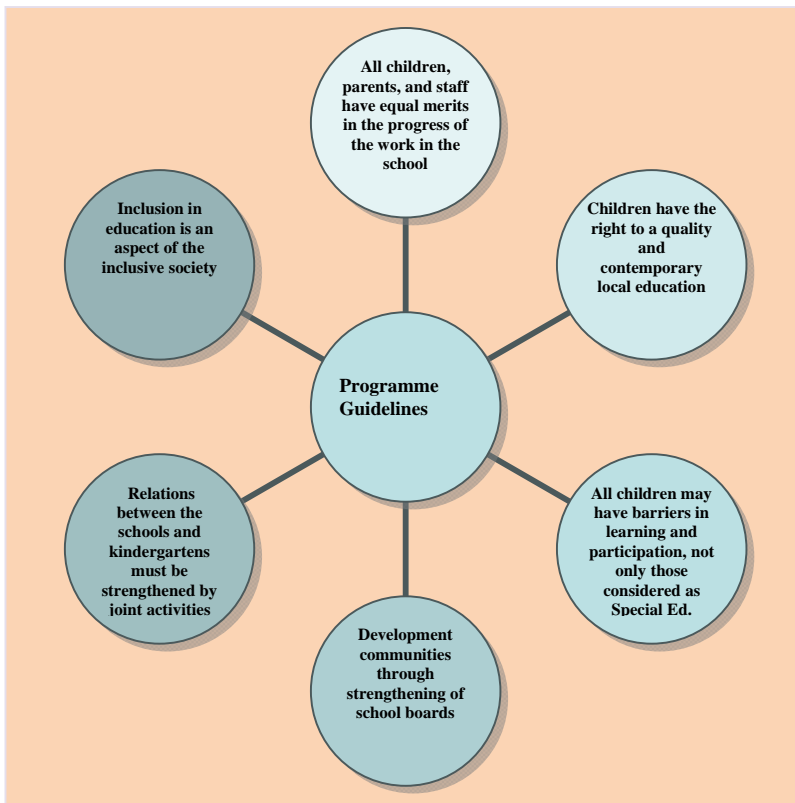 All children,
parents, and staff
have equal merits
in the progress of
the work in the
school
Inclusion in
education is an
aspect of the
inclusive society
Children have the
right to a quality
and
contemporary
local education
Programme
Guidelines
Relations
between the
schools and
kindergartens
must be
strengthened by
joint activities
All children may
have barriers in
learning and
participation, not
only those
considered as
Special Ed.
Development
communities
through
strengthening of
school boards